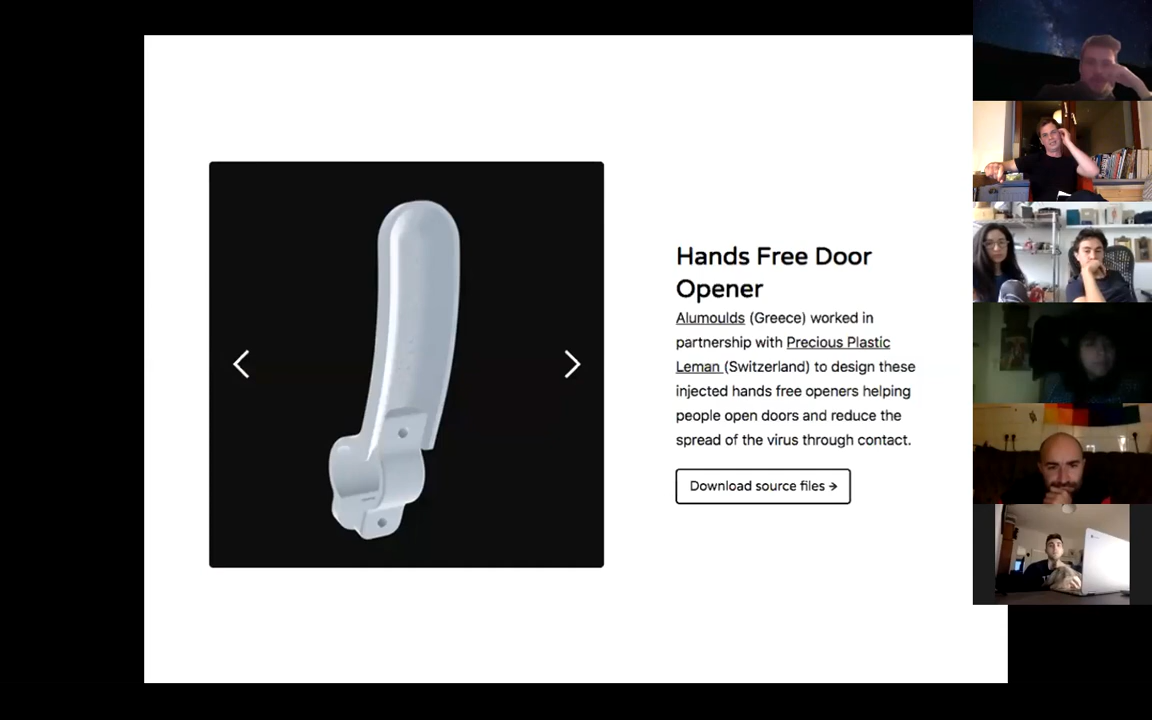 Hands Free Door
Opener
Alumoulds (Greece) worked in
partnership with Precious Plastic
Leman (Switzerland) to design these
injected hands free openers helping
people open doors and reduce the
spread of the virus through contact.
Download source files →